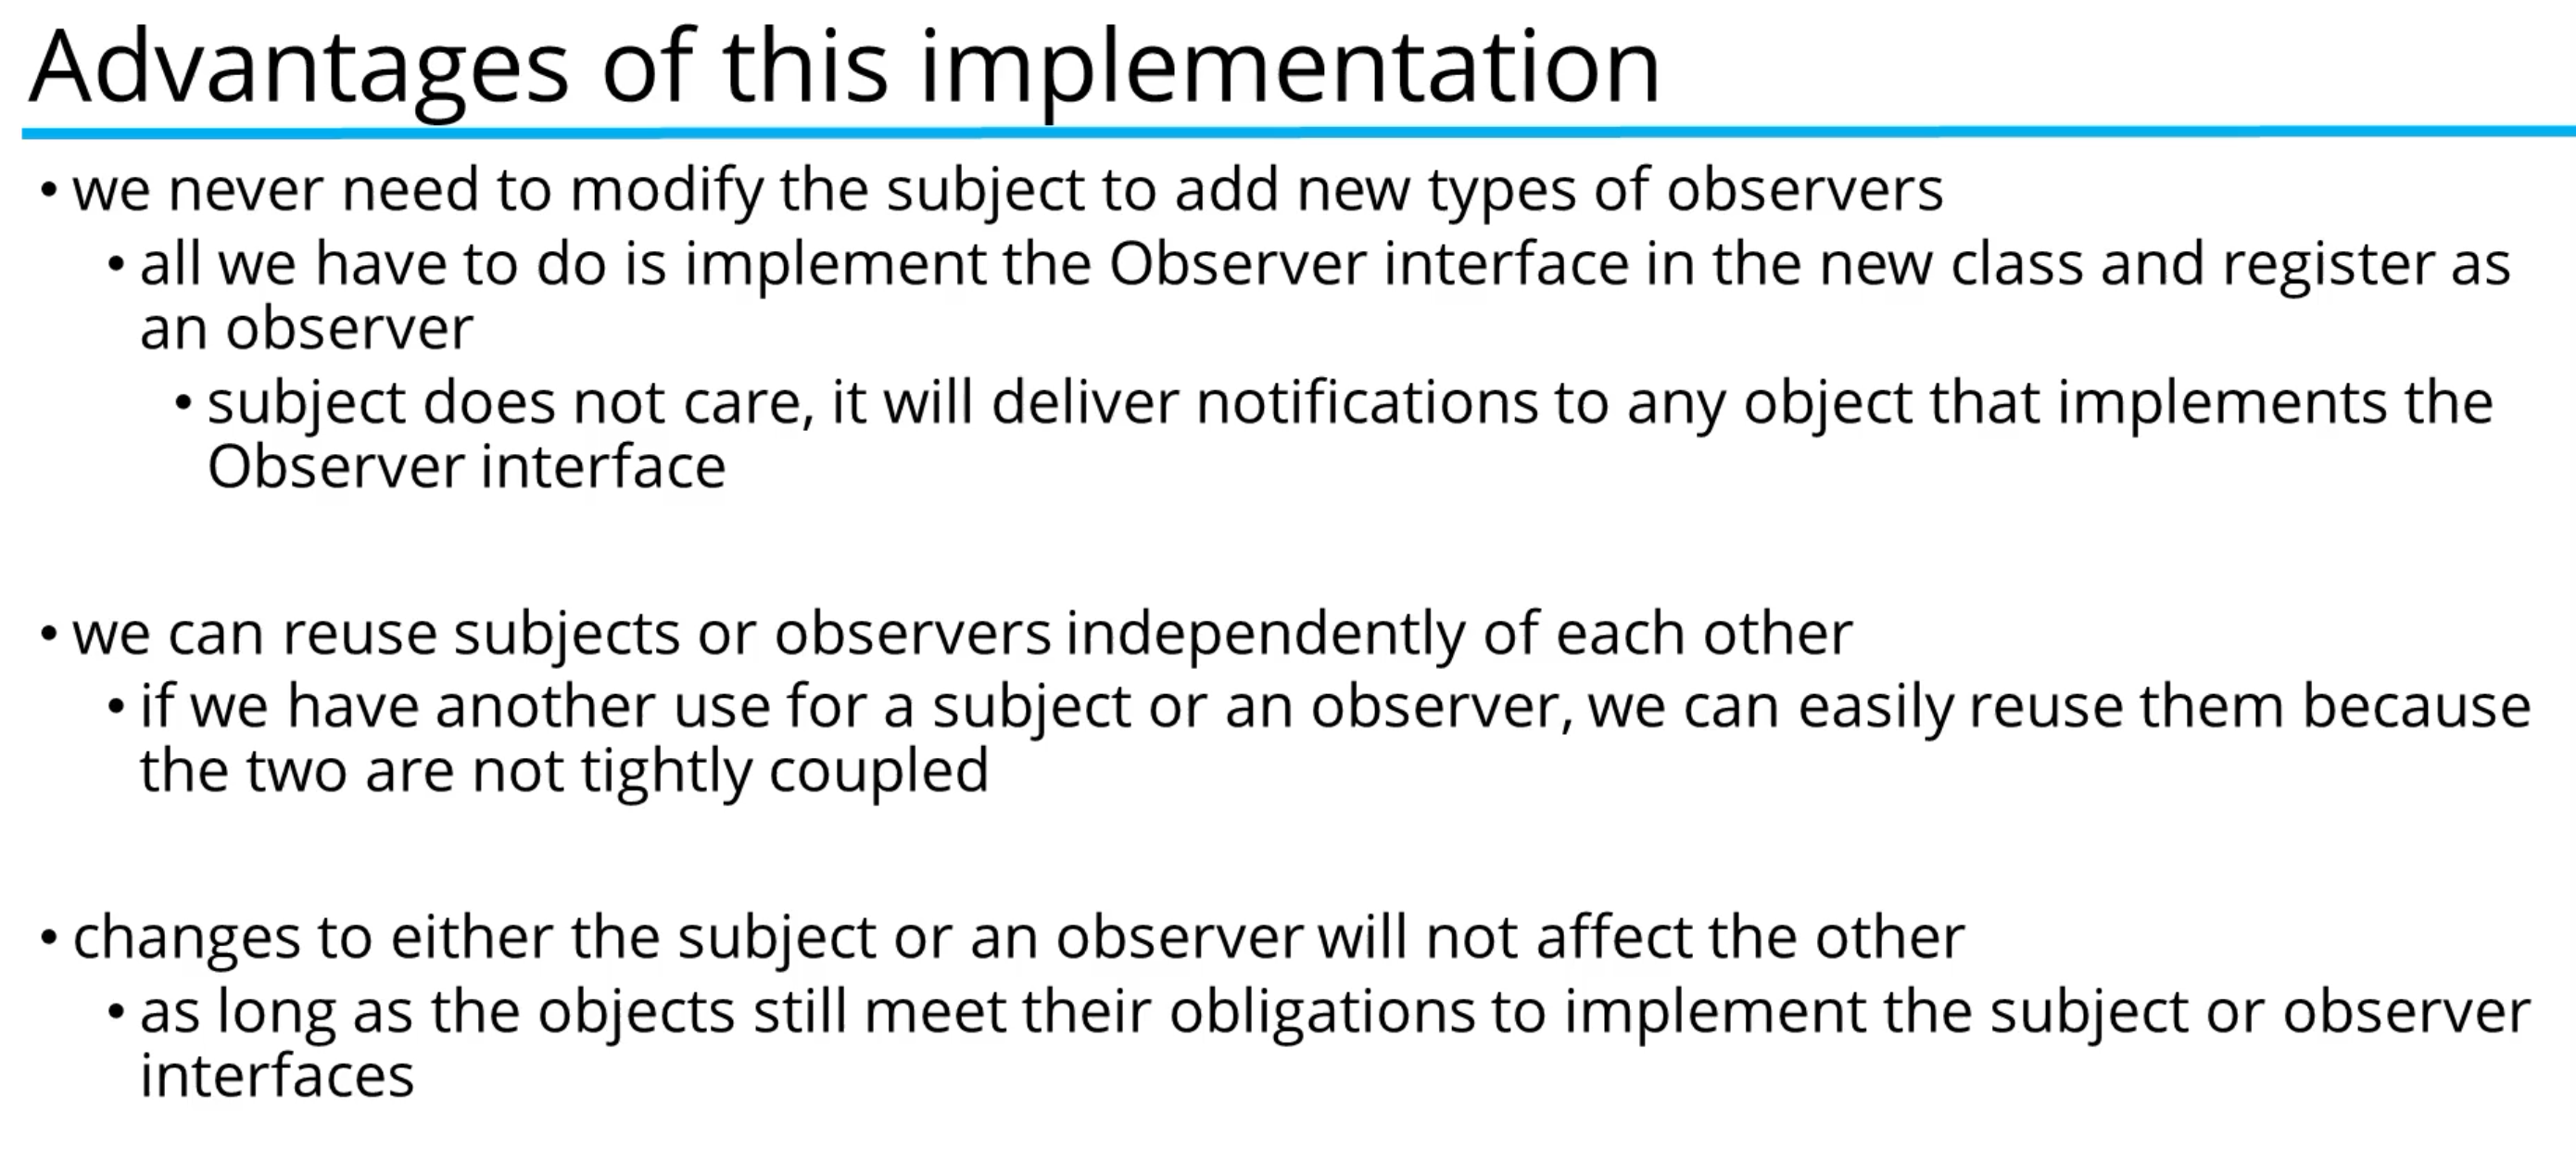 Advantages of this implementation
• we never need to modify the subject to add new types of observers
• all we have to do is implement the Observer interface in the new class and register as
an observer
• subject does not care, it will deliver notifications to any object that implements the
Observer interface
• we can reuse subjects or observers independently of each other
• if we have another use for a subject or an observer, we can easily reuse them because
the two are not tightly coupled
• changes to either the subject or an observer will not affect the other
• as long as the objects still meet their obligations to implement the subject or observer
interfaces